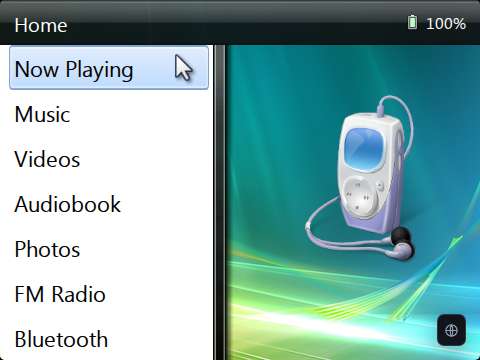 Home
100%
Now Playing
Music
Videos
Audiobook
Photos
FM Radio
Bluetooth